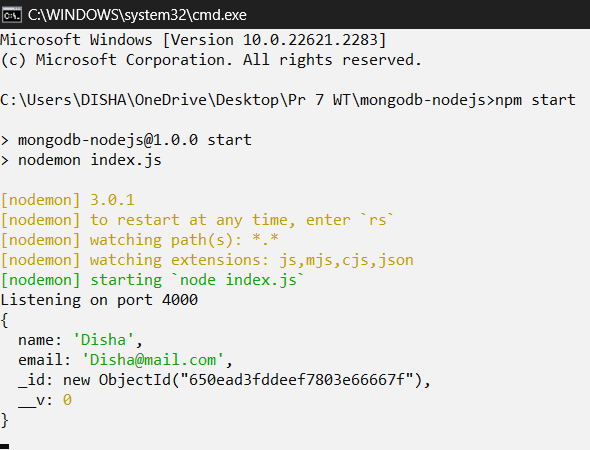 C:\WINDOWS\system32\cmd.exe
Microsoft Windows [Version 10.0.22621.2283]
(c) Microsoft Corporation. All rights reserved.
C:\Users\DISHA\OneDrive\Desktop\Pr 7 WT\mongodb-nodejs>npm start
> mongodb-nodejs@1.0.0 start
> nodemon index.js
[nodemon] 3.0.1
[nodemon] to restart at any time, enter `rs`
[nodemon] watching path(s): *.*
[nodemon] watching extensions: js,mjs,cjs,json
[nodemon] starting `node index.js`
Listening on port 4000
{
  name: 'Disha',
  email: 'Disha@mail.com',
  _id: new ObjectId("650ead3fddeef7803e66667f"),
  __v: 0
}